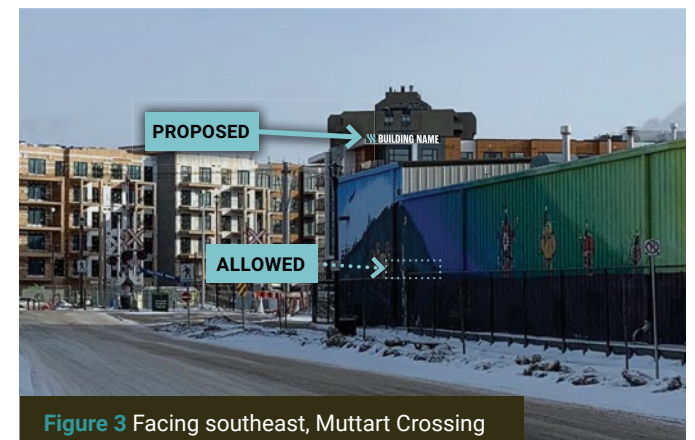 PROPOSED
BUILDING NAME
ALLOWED
Figure 3 Facing southeast, Muttart Crossing